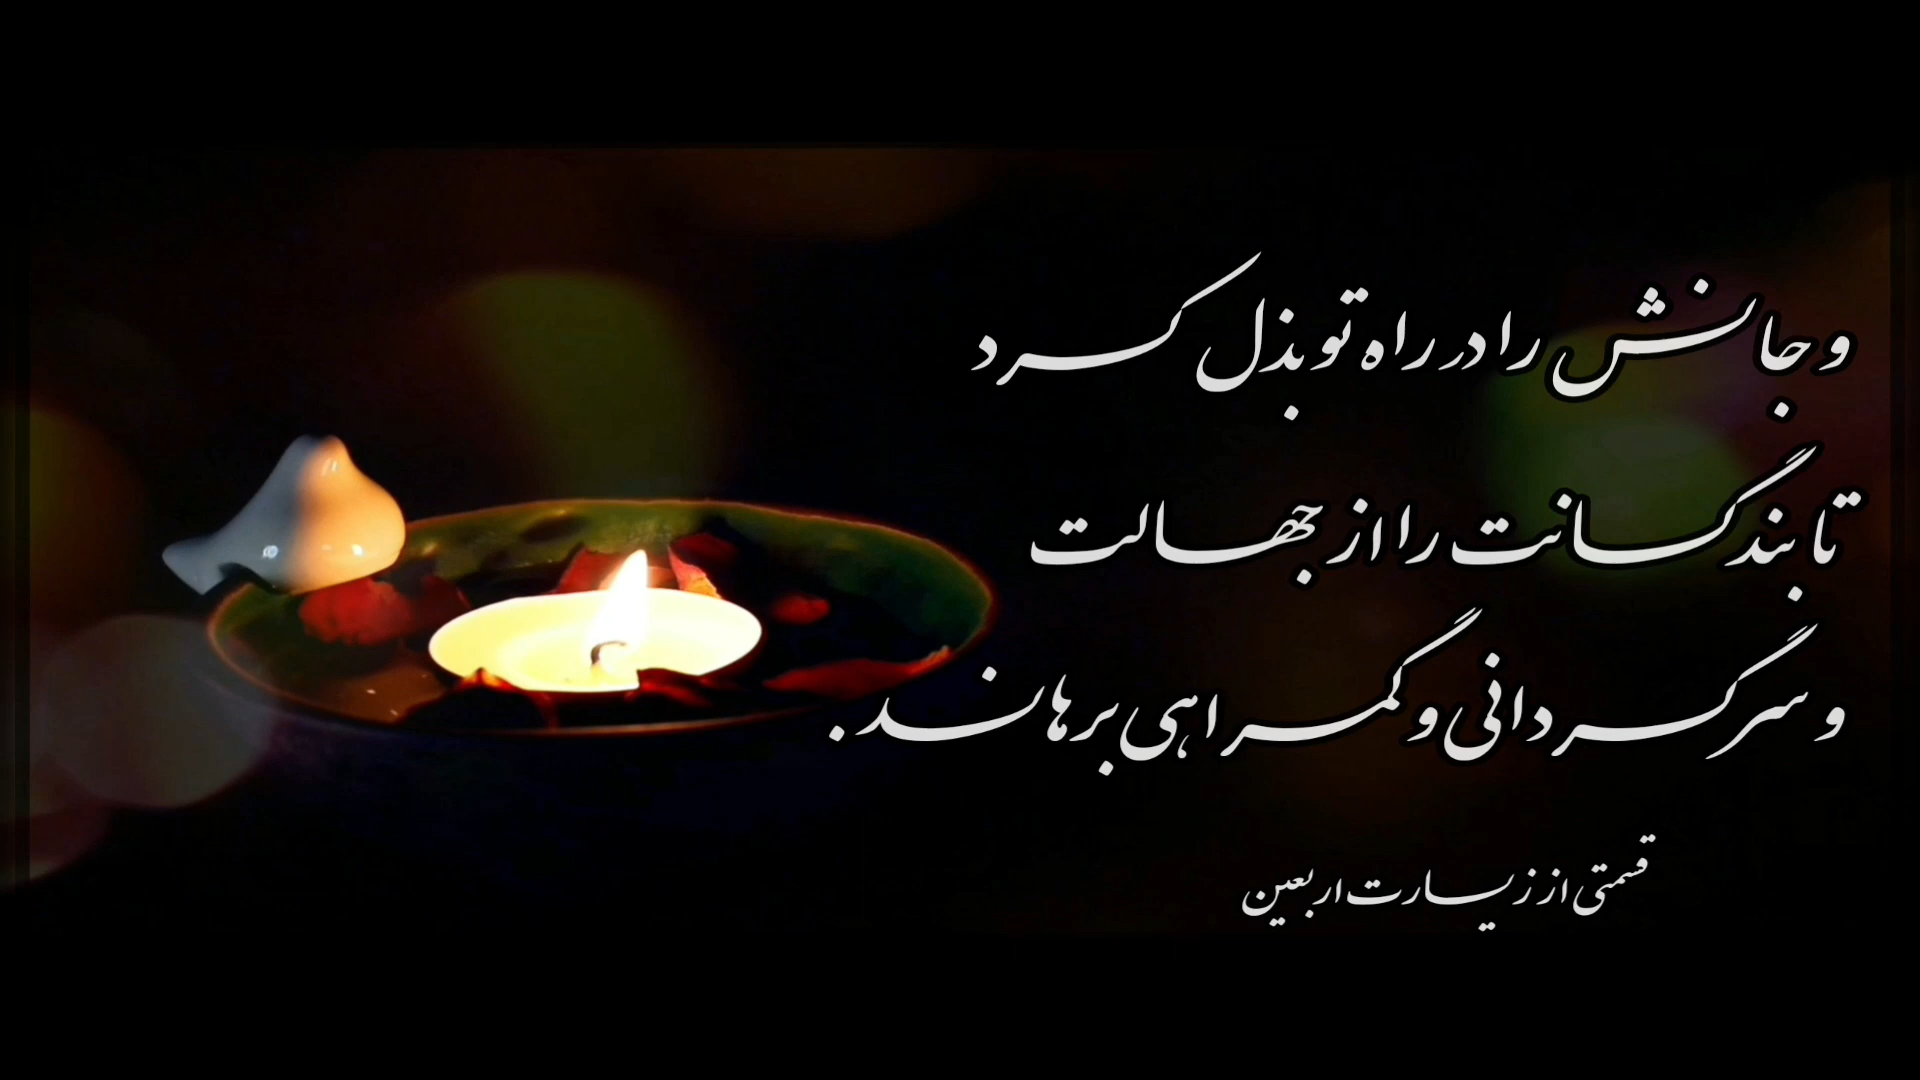 و جانش را در راه تو بذل کرد
تا بندگانت را از جهالت
و سرگردانی و گمراهی برهاند.
قسمتی از زیارت اربعین